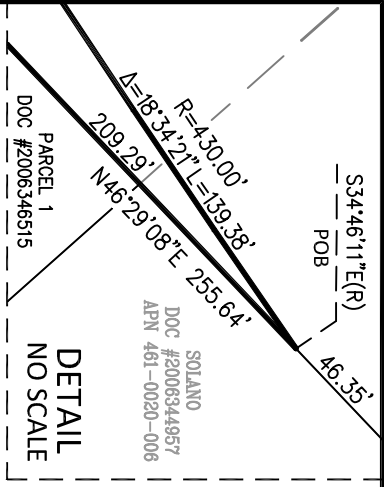 S34°46'11"E(R)
POB
R=430.00'
Δ=18°34'21" L=139.38'
46.35'
209.29'
N46°29'08"E 255.64'
PARCEL 1
DOC #2006346515
SOLANO
DOC #2006344957
APN 461-0020-006
DETAIL
NO SCALE